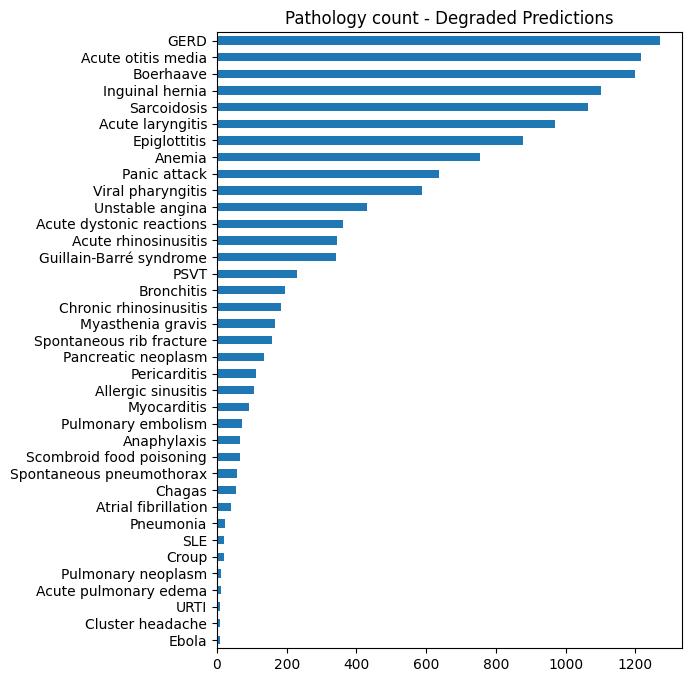 Pathology count - Degraded Predictions
GERD
Acute otitis media
Boerhaave
Inguinal hernia
Sarcoidosis
Acute laryngitis
Epiglottitis
Anemia
Panic attack
Viral pharyngitis
Unstable angina
Acute dystonic reactions
Acute rhinosinusitis
Guillain-Barré syndrome
PSVT
Bronchitis
Chronic rhinosinusitis
Myasthenia gravis
Spontaneous rib fracture
Pancreatic neoplasm
Pericarditis
Allergic sinusitis
Myocarditis
Pulmonary embolism
Anaphylaxis
Scombroid food poisoning
Spontaneous pneumothorax
Chagas
Atrial fibrillation
Pneumonia
SLE
Croup
Pulmonary neoplasm
Acute pulmonary edema
URTI
Cluster headache
Ebola
0 200 400 600 800 1000 1200